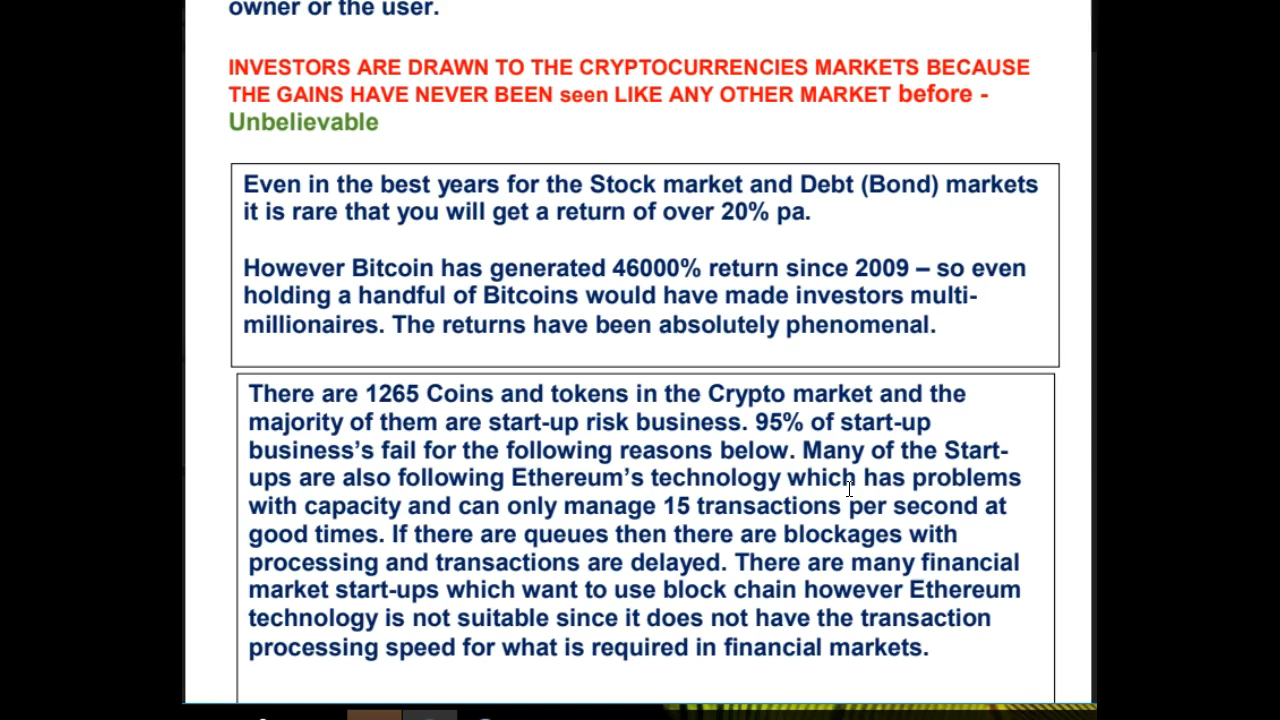 owner or the user.
INVESTORS ARE DRAWN TO THE CRYPTOCURRENCIES MARKETS BECAUSE
THE GAINS HAVE NEVER BEEN seen LIKE ANY OTHER MARKET before -
Unbelievable
Even in the best years for the Stock market and Debt (Bond) markets
it is rare that you will get a return of over 20% pa.
However Bitcoin has generated 46000% return since 2009 – so even
holding a handful of Bitcoins would have made investors multi-
millionaires. The returns have been absolutely phenomenal.
There are 1265 Coins and tokens in the Crypto market and the
majority of them are start-up risk business. 95% of start-up
business’s fail for the following reasons below. Many of the Start-
ups are also following Ethereum’s technology which has problems
with capacity and can only manage 15 transactions per second at
good times. If there are queues then there are blockages with
processing and transactions are delayed. There are many financial
market start-ups which want to use block chain however Ethereum
technology is not suitable since it does not have the transaction
processing speed for what is required in financial markets.